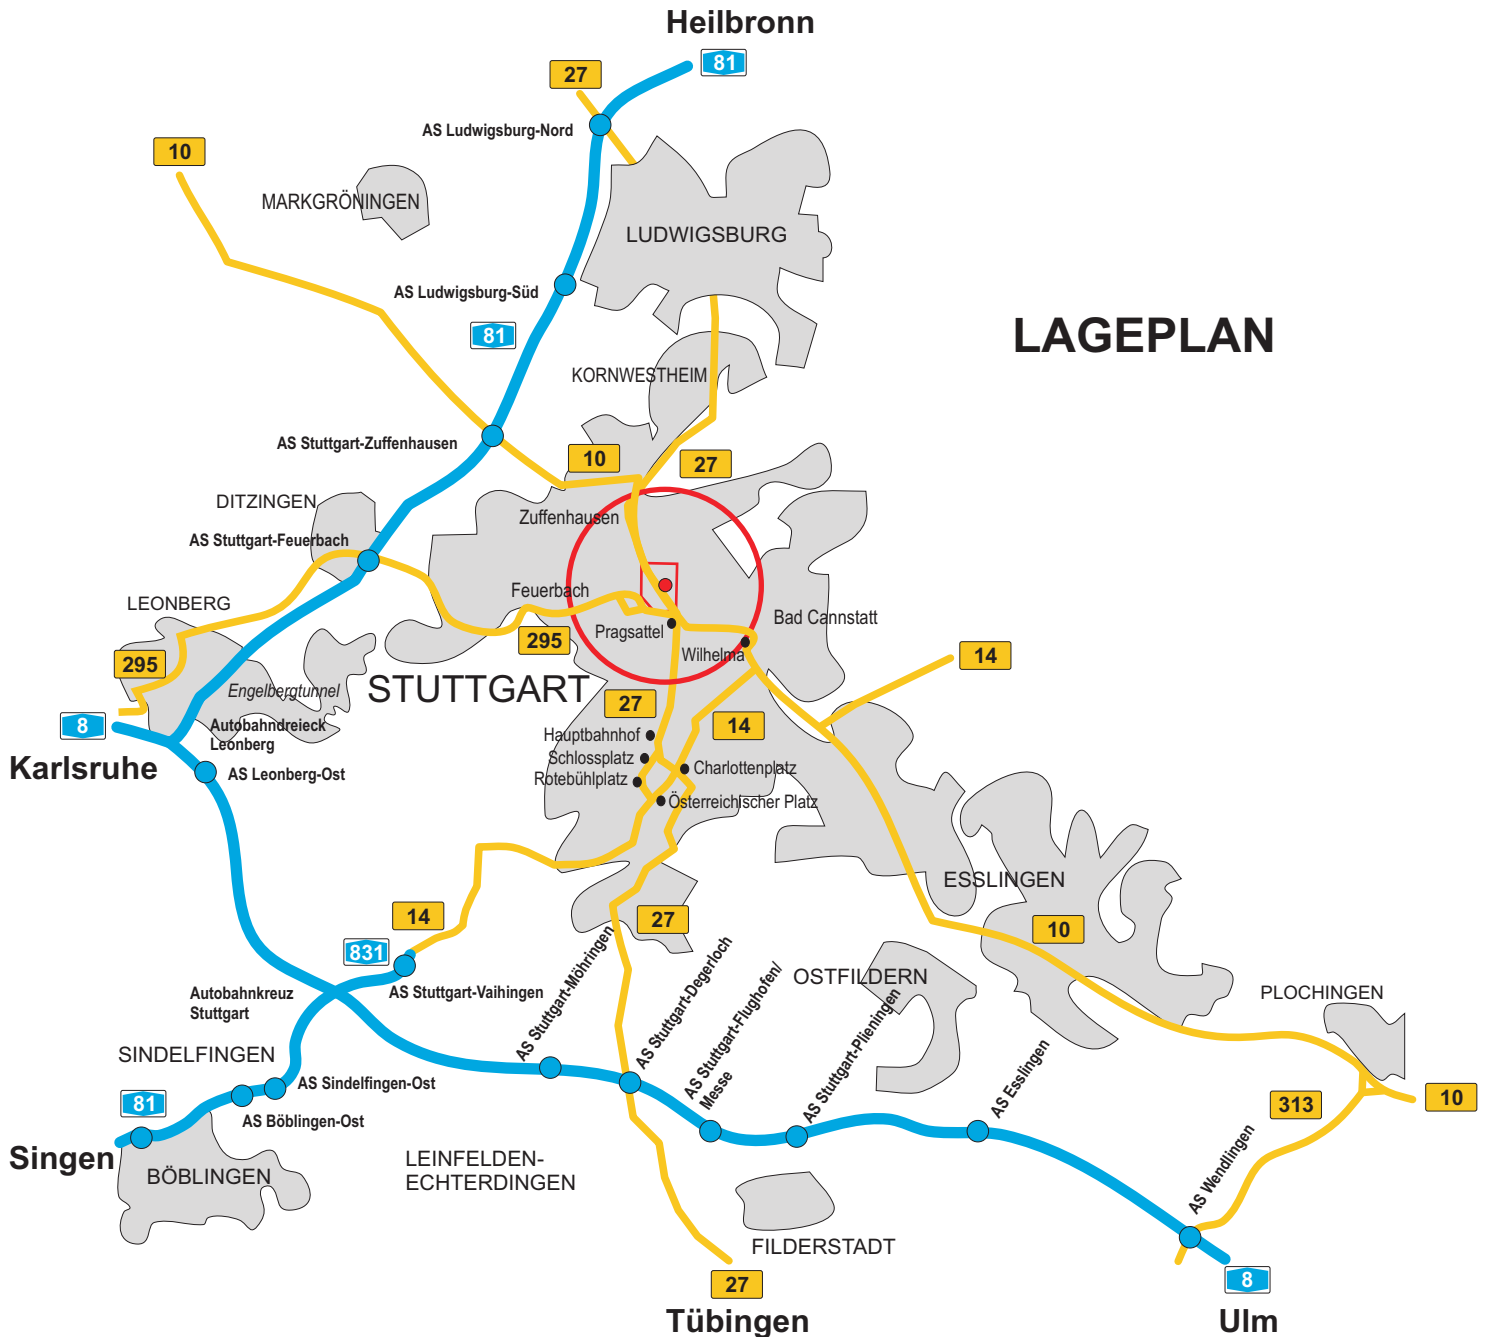 Heilbronn
81
27
AS Ludwigsburg-Nord
10
MARKGRÖNINGEN
LUDWIGSBURG
AS Ludwigsburg-Süd
81
LAGEPLAN
KORNWESTHEIM
AS Stuttgart-Zuffenhausen
10
27
DITZINGEN
Zuffenhausen
AS Stuttgart-Feuerbach
Feuerbach
LEONBERG
Bad Cannstatt
Pragsattel
295
295
Wilhelma
14
Engelbergtunnel
STUTTGART
27
14
8
Autobahndreieck
Leonberg
Hauptbahnhof
Karlsruhe
AS Leonberg-Ost
Schlossplatz
Charlottenplatz
Rotebühlplatz
Österreichischer Platz
ESSLINGEN
14
27
10
831
AS Stuttgart-Vaihingen
AS Stuttgart-Möhringen
AS Stuttgart-Degerloch
AS Stuttgart-Flughofen/
Messe
OSTFILDERN
AS Stuttgart-Plieningen
PLOCHINGEN
Autobahnkreuz
Stuttgart
SINDELFINGEN
AS Sindelfingen-Ost
AS Esslingen
81
AS Böblingen-Ost
313
10
Singen
BÖBLINGEN
LEINFELDEN-
ECHTERDINGEN
AS Wendlingen
FILDERSTADT
27
8
Tübingen
Ulm